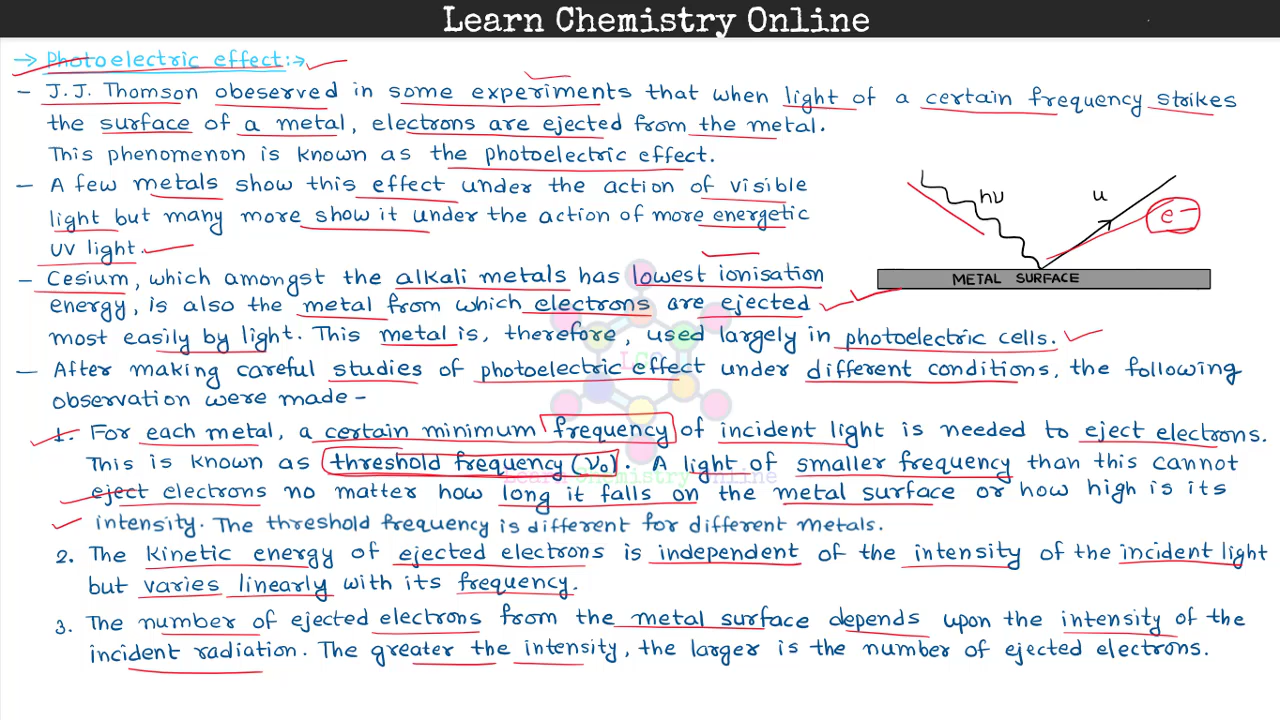 Learn Chemistry Online
→ Photoelectric effect:→
- J.J. Thomson obeserved in some experiments that when light of a certain frequency strikes
the surface of a metal, electrons are ejected from the metal.
This phenomenon is known as the photoelectric effect.
- A few metals show this effect under the action of visible
light but many more show it under the action of more energetic
UV light.
hν
u
e-
METAL SURFACE
- Cesium, which amongst the alkali metals has lowest ionisation
energy, is also the metal from which electrons are ejected
most easily by light. This metal is, therefore, used largely in photoelectric cells.
- After making careful studies of photoelectric effect under different conditions, the following
observation were made -
1. For each metal, a certain minimum frequency of incident light is needed to eject electrons.
This is known as threshold frequency (ν₀). A light of smaller frequency than this cannot
eject electrons no matter how long it falls on the metal surface or how high is its
intensity. The threshold frequency is different for different metals.
2. The kinetic energy of ejected electrons is independent of the intensity of the incident light
but varies linearly with its frequency.
3. The number of ejected electrons from the metal surface depends upon the intensity of the
incident radiation. The greater the intensity, the larger is the number of ejected electrons.
LCO
Learn Chemistry Online